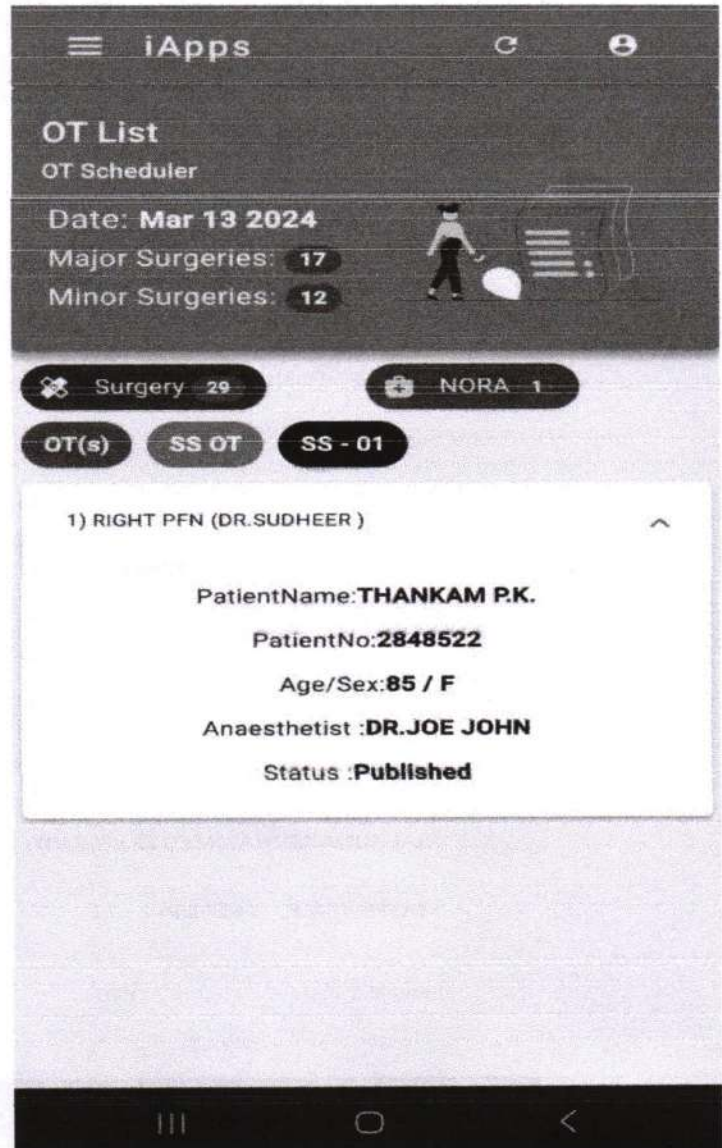 iApps
OT List
OT Scheduler
Date: Mar 13 2024
Major Surgeries: 17
Minor Surgeries: 12
Surgery 29
NORA 1
OT(s) SS OT SS - 01
1) RIGHT PFN (DR.SUDHEER )
PatientName:THANKAM P.K.
PatientNo:2848522
Age/Sex:85 / F
Anaesthetist :DR.JOE JOHN
Status :Published